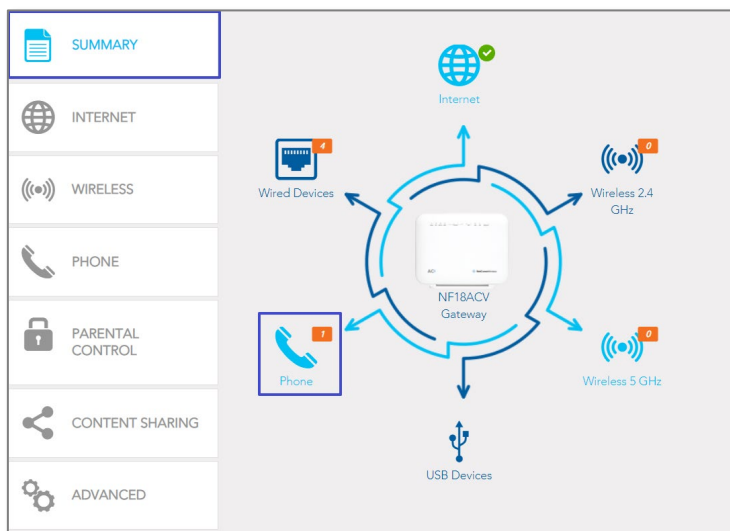 SUMMARY
INTERNET
WIRELESS
PHONE
PARENTAL
CONTROL
CONTENT SHARING
ADVANCED
Internet
4
Wired Devices
0
Wireless 2.4
GHz
NF18ACV
Gateway
1
Phone
0
Wireless 5 GHz
USB Devices